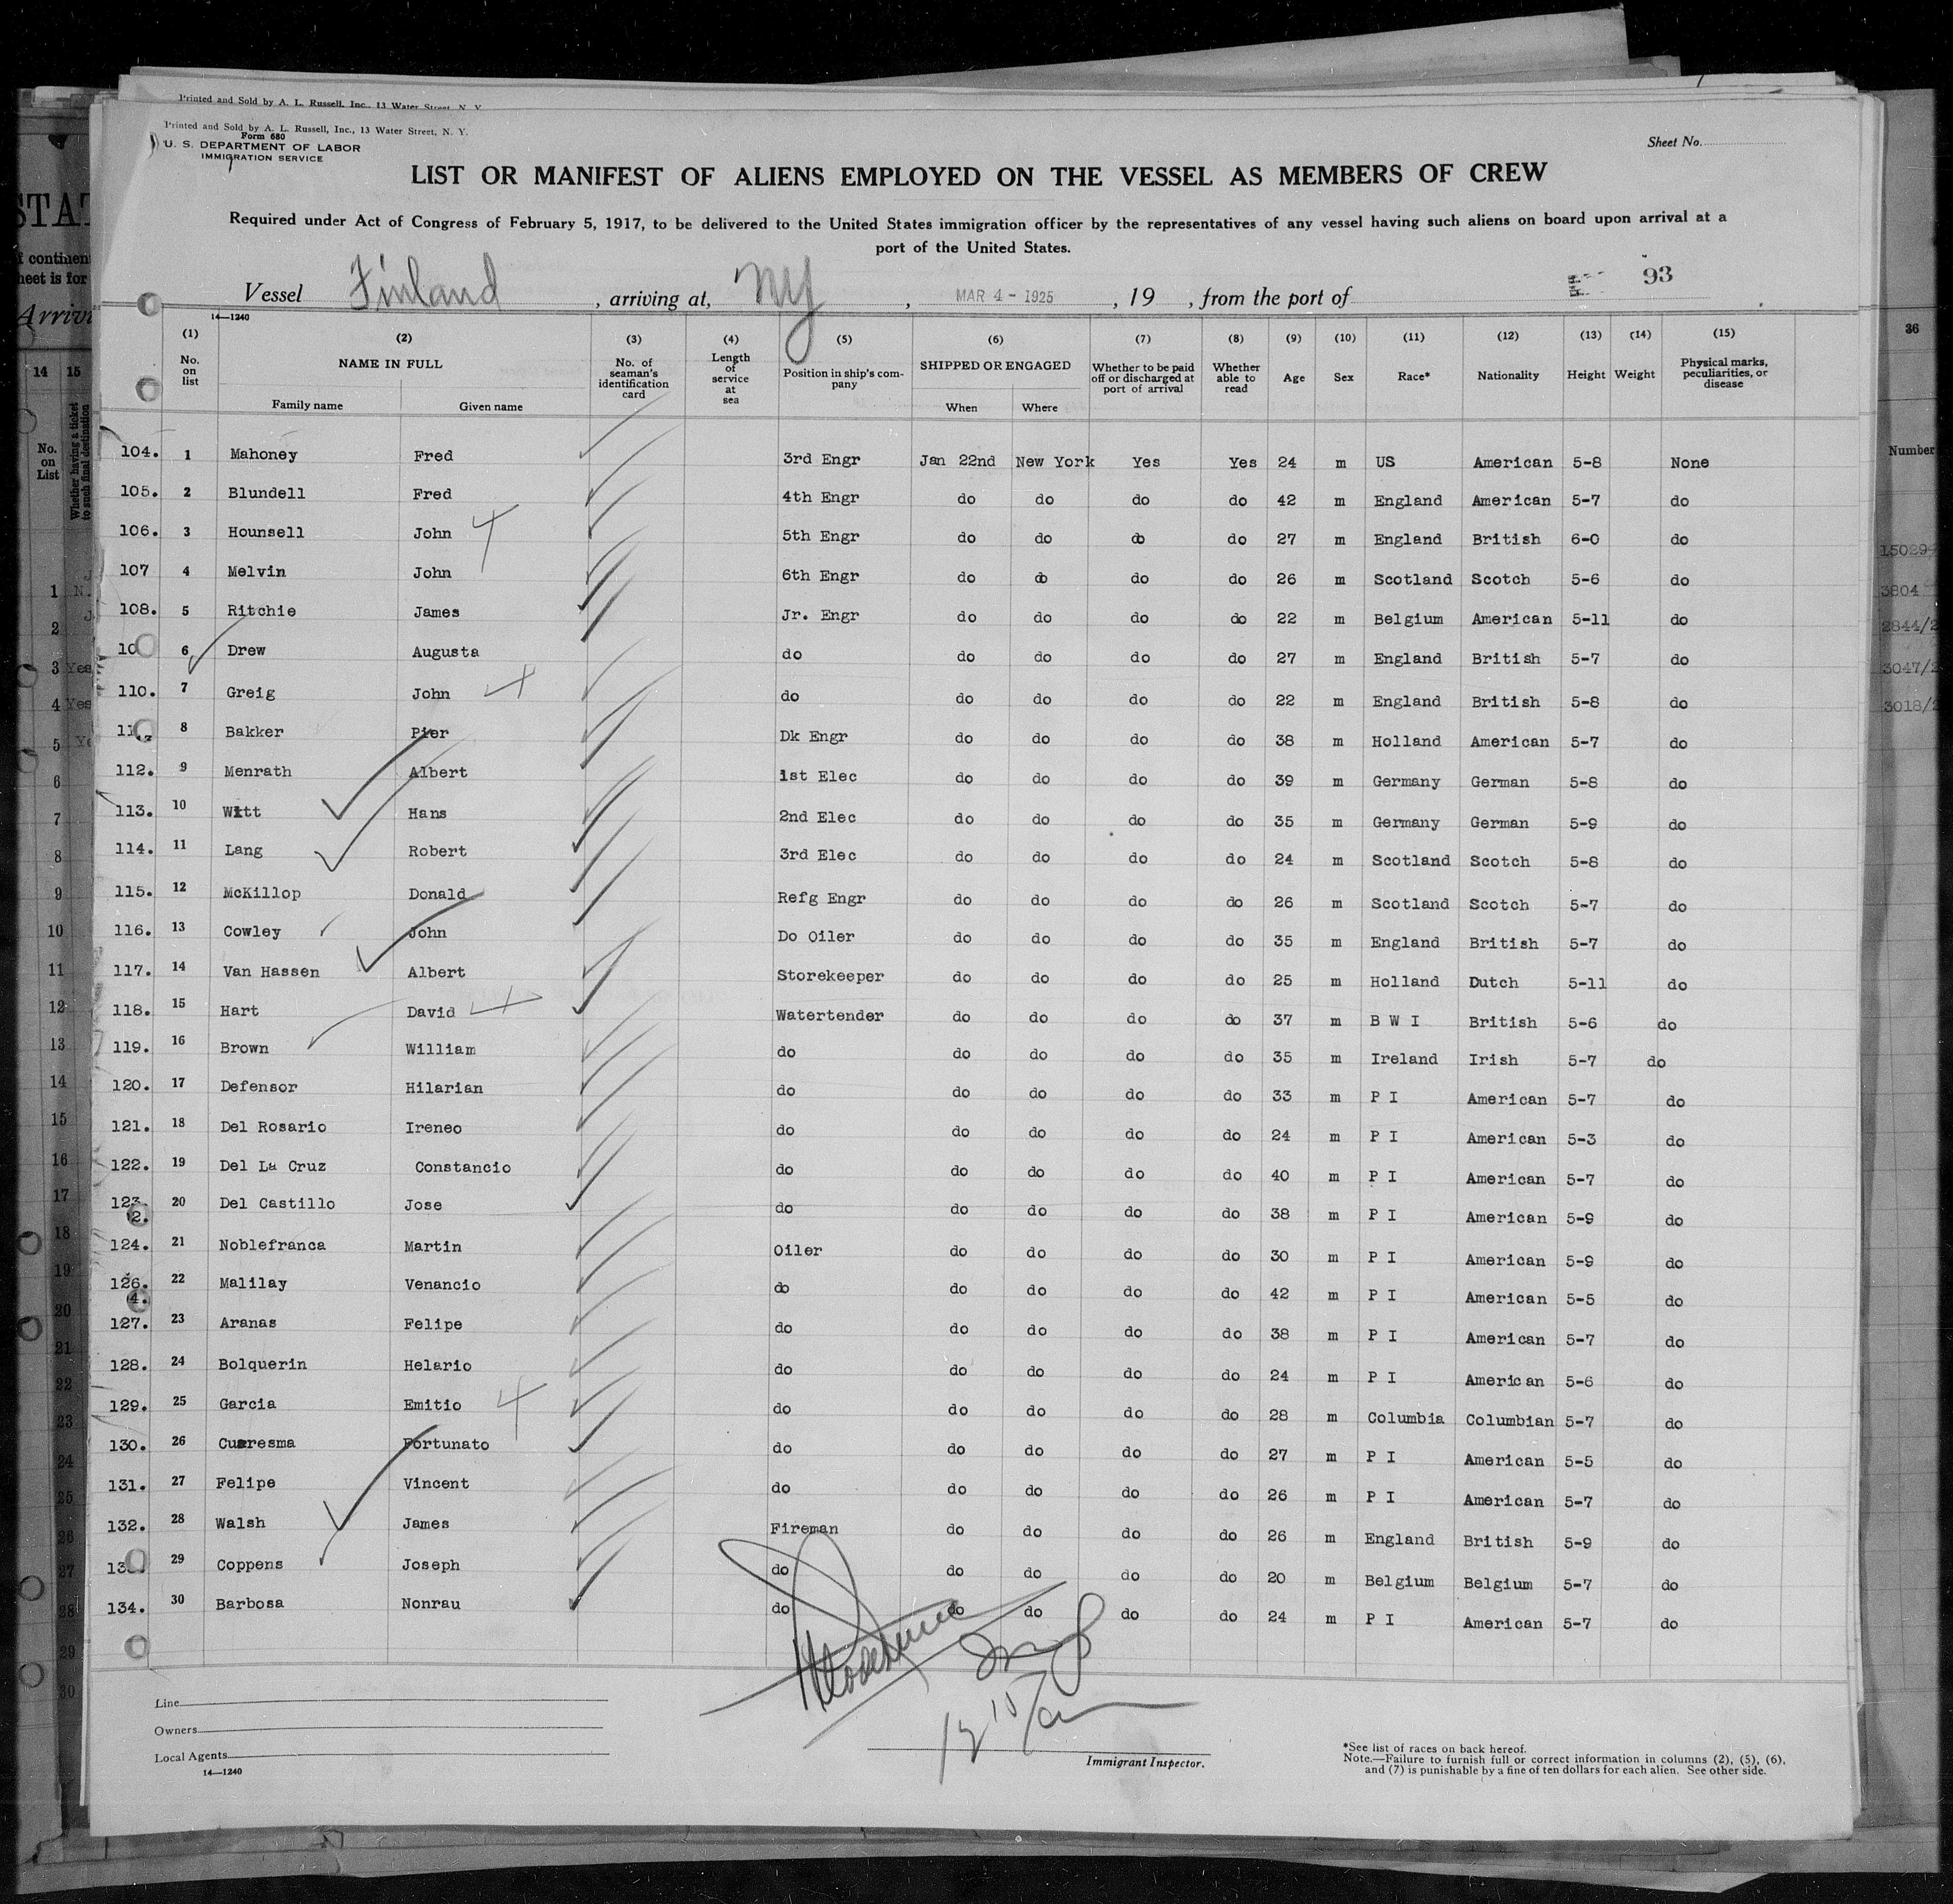 Printed and Sold by A. L. Russell, Inc., 13 Water Street, N. Y.
Printed and Sold by A. L. Russell, Inc., 13 Water Street, N. Y.
Form 680
U. S. DEPARTMENT OF LABOR
IMMIGRATION SERVICE
Sheet No.
LIST OR MANIFEST OF ALIENS EMPLOYED ON THE VESSEL AS MEMBERS OF CREW
Required under Act of Congress of February 5, 1917, to be delivered to the United States immigration officer by the representatives of any vessel having such aliens on board upon arrival at a
port of the United States.
93
Vessel Finland, arriving at, NY, MAR 4 - 1925, 19 , from the port of
14—1240
(1) (2) (3) (4) (5) (6) (7) (8) (9) (10) (11) (12) (13) (14) (15)
No. on list NAME IN FULL No. of seaman's identification card Length of service at sea Position in ship's company SHIPPED OR ENGAGED Whether to be paid off or discharged at port of arrival Whether able to read Age Sex Race* Nationality Height Weight Physical marks, peculiarities, or disease
Family name Given name When Where
104. 1 Mahoney Fred 3rd Engr Jan 22nd New York Yes Yes 24 m US American 5-8 None
105. 2 Blundell Fred 4th Engr do do do do 42 m England American 5-7 do
106. 3 Hounsell John 5th Engr do do do do 27 m England British 6-0 do
107 4 Melvin John 6th Engr do do do do 26 m Scotland Scotch 5-6 do
108. 5 Ritchie James Jr. Engr do do do do 22 m Belgium American 5-11 do
10 6 Drew Augusta do do do do do 27 m England British 5-7 do
110. 7 Greig John do do do do do 22 m England British 5-8 do
11 8 Bakker Pier Dk Engr do do do do 38 m Holland American 5-7 do
112. 9 Menrath Albert 1st Elec do do do do 39 m Germany German 5-8 do
113. 10 Witt Hans 2nd Elec do do do do 35 m Germany German 5-9 do
114. 11 Lang Robert 3rd Elec do do do do 24 m Scotland Scotch 5-8 do
115. 12 McKillop Donald Refg Engr do do do do 26 m Scotland Scotch 5-7 do
116. 13 Cowley John Do Oiler do do do do 35 m England British 5-7 do
117. 14 Van Hassen Albert Storekeeper do do do do 25 m Holland Dutch 5-11 do
118. 15 Hart David Watertender do do do do 37 m B W I British 5-6 do
119. 16 Brown William do do do do do 35 m Ireland Irish 5-7 do
120. 17 Defensor Hilarian do do do do do 33 m P I American 5-7 do
121. 18 Del Rosario Ireneo do do do do do 24 m P I American 5-3 do
122. 19 Del La Cruz Constancio do do do do do 40 m P I American 5-7 do
123. 20 Del Castillo Jose do do do do do 38 m P I American 5-9 do
124. 21 Noblefranca Martin Oiler do do do do 30 m P I American 5-9 do
126. 22 Malilay Venancio do do do do do 42 m P I American 5-5 do
127. 23 Aranas Felipe do do do do do 38 m P I American 5-7 do
128. 24 Bolquerin Helario do do do do do 24 m P I American 5-6 do
129. 25 Garcia Emitio do do do do do 28 m Columbia Columbian 5-7 do
130. 26 Cuaresma Fortunato do do do do do 27 m P I American 5-5 do
131. 27 Felipe Vincent do do do do do 26 m P I American 5-7 do
132. 28 Walsh James Fireman do do do do 26 m England British 5-9 do
13 29 Coppens Joseph do do do do do 20 m Belgium Belgium 5-7 do
134. 30 Barbosa Nonrau do do do do do 24 m P I American 5-7 do
Line
Owners
Local Agents
14—1240
Immigrant Inspector.
*See list of races on back hereof.
Note.—Failure to furnish full or correct information in columns (2), (5), (6),
and (7) is punishable by a fine of ten dollars for each alien. See other side.